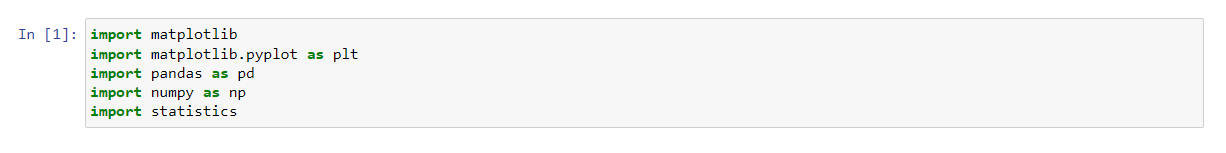 In [1]: import matplotlib
import matplotlib.pyplot as plt
import pandas as pd
import numpy as np
import statistics